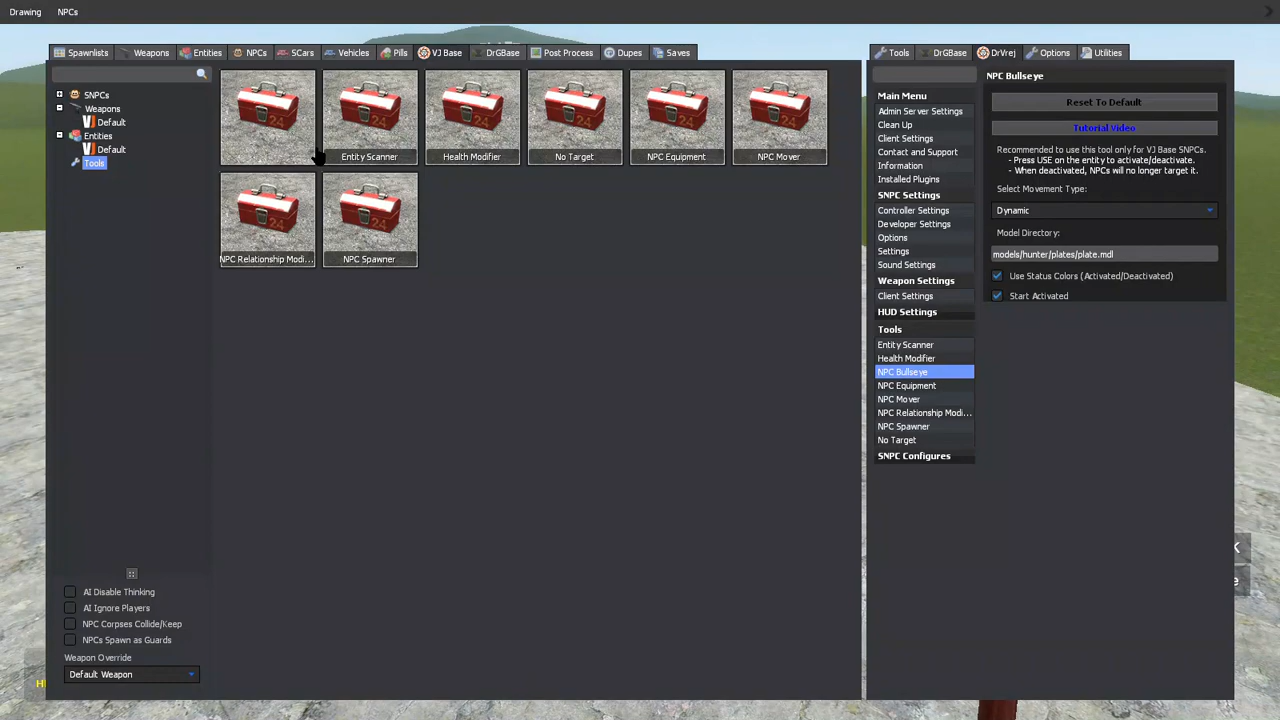 Drawing NPCs
Spawnlists Weapons Entities NPCs SCars Vehicles Pills VJ Base DrGBase Post Process Dupes Saves
SNPCs
Weapons
Default
Entities
Default
Tools
24 24 24 24 24 24
Entity Scanner Health Modifier No Target NPC Equipment NPC Mover
24 24
NPC Relationship Modi... NPC Spawner
AI Disable Thinking
AI Ignore Players
NPC Corpses Collide/Keep
NPCs Spawn as Guards
Weapon Override
Default Weapon
Tools DrGBase DrVrej Options Utilities
Main Menu
Admin Server Settings
Clean Up
Client Settings
Contact and Support
Information
Installed Plugins
SNPC Settings
Controller Settings
Developer Settings
Options
Settings
Sound Settings
Weapon Settings
Client Settings
HUD Settings
Tools
Entity Scanner
Health Modifier
NPC Bullseye
NPC Equipment
NPC Mover
NPC Relationship Modi...
NPC Spawner
No Target
SNPC Configures
NPC Bullseye
Reset To Default
Tutorial Video
Recommended to use this tool only for VJ Base SNPCs.
- Press USE on the entity to activate/deactivate.
- When deactivated, NPCs will no longer target it.
Select Movement Type:
Dynamic
Model Directory:
models/hunter/plates/plate.mdl
Use Status Colors (Activated/Deactivated)
Start Activated